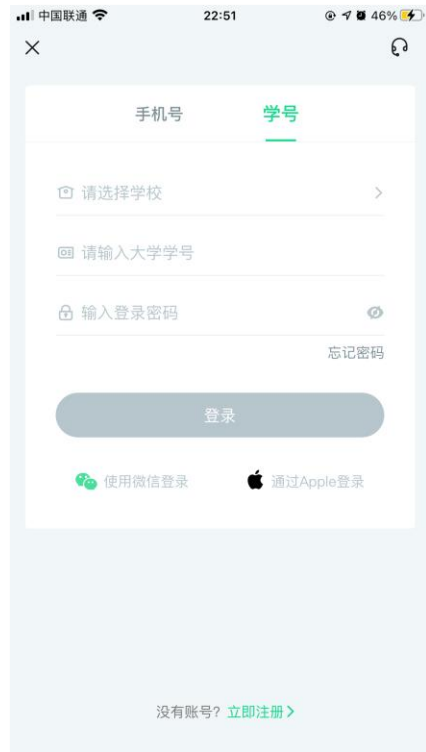 中国联通 22:51 46%
手机号 学号
请选择学校
请输入大学学号
输入登录密码
忘记密码
登录
使用微信登录 通过Apple登录
没有账号? 立即注册